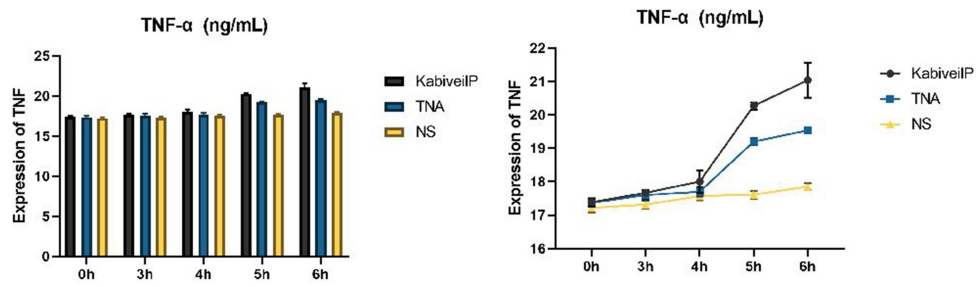 TNF-α (ng/mL)
Expression of TNF
25
20
15
10
5
0
0h 3h 4h 5h 6h
KabiveilP
TNA
NS
TNF-α (ng/mL)
Expression of TNF
22
21
20
19
18
17
16
0h 3h 4h 5h 6h
KabiveilP
TNA
NS